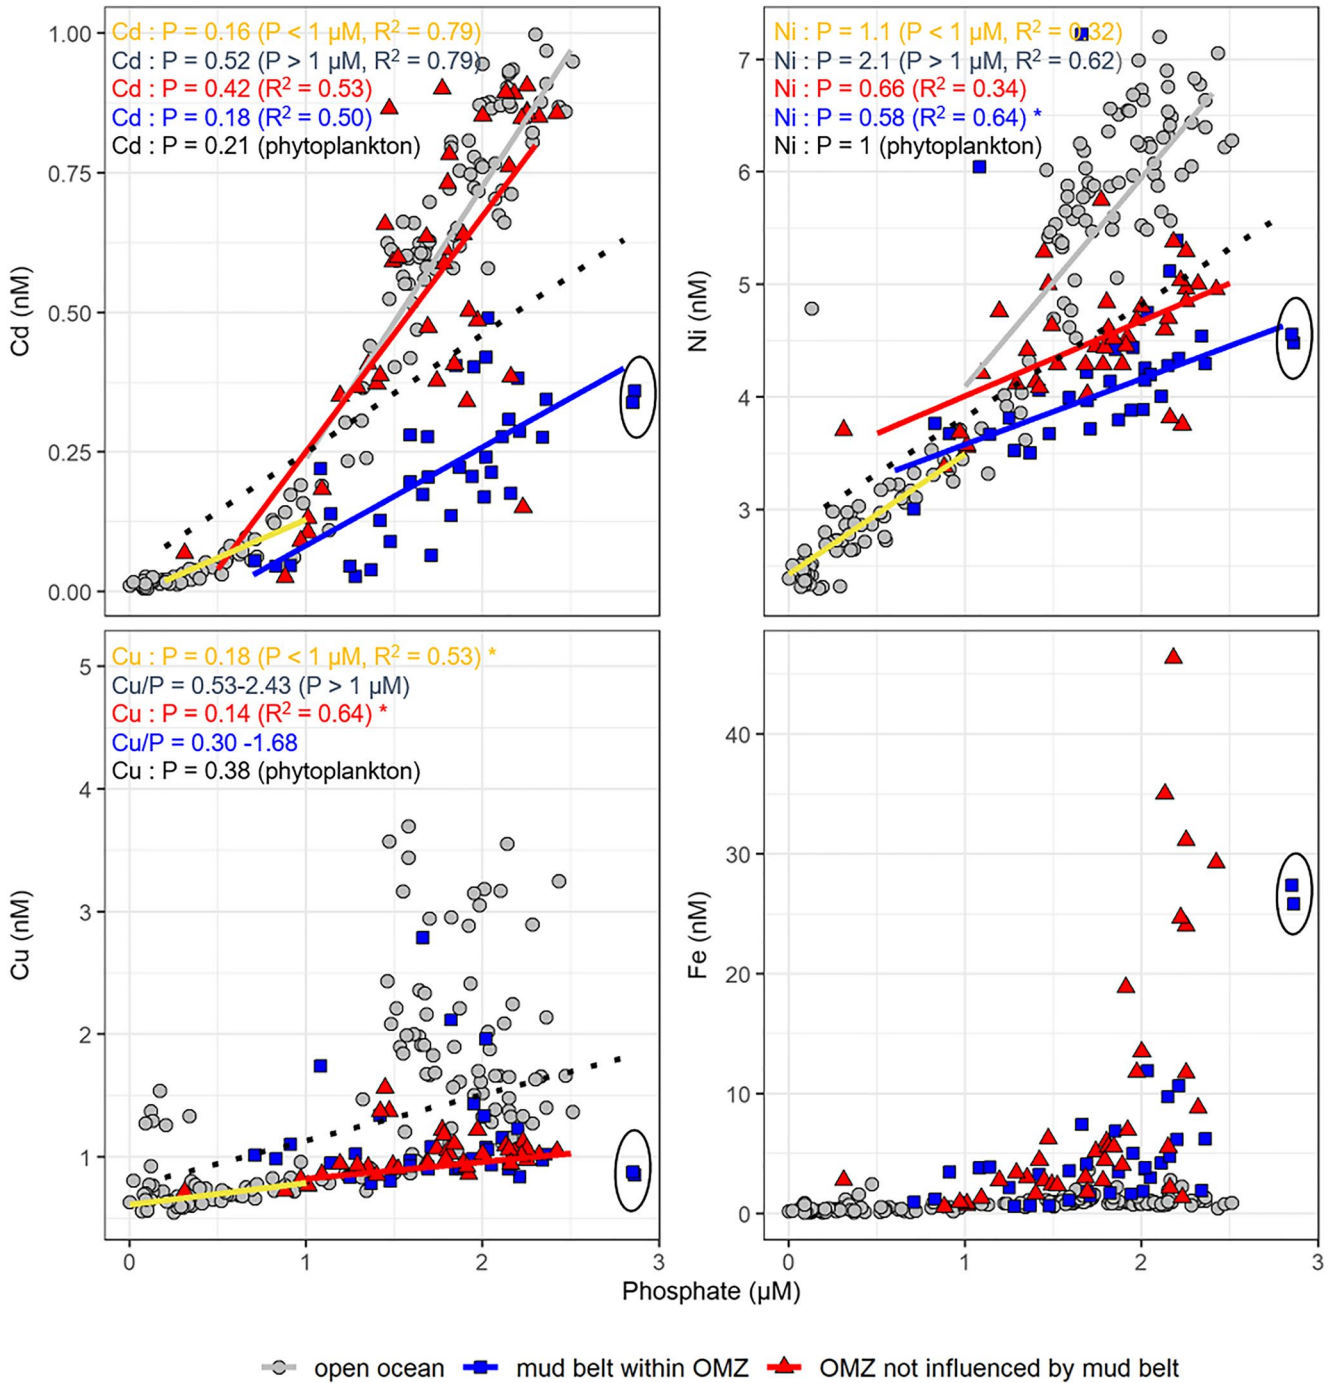 Cd : P = 0.16 (P < 1 µM, R² = 0.79)
Cd : P = 0.52 (P > 1 µM, R² = 0.79)
Cd : P = 0.42 (R² = 0.53)
Cd : P = 0.18 (R² = 0.50)
Cd : P = 0.21 (phytoplankton)
1.00
0.75
0.50
0.25
0.00
Cd (nM)
Ni : P = 1.1 (P < 1 µM, R² = 0.32)
Ni : P = 2.1 (P > 1 µM, R² = 0.62)
Ni : P = 0.66 (R² = 0.34)
Ni : P = 0.58 (R² = 0.64) *
Ni : P = 1 (phytoplankton)
7
6
5
4
3
Ni (nM)
Cu : P = 0.18 (P < 1 µM, R² = 0.53) *
Cu/P = 0.53-2.43 (P > 1 µM)
Cu : P = 0.14 (R² = 0.64) *
Cu/P = 0.30 -1.68
Cu : P = 0.38 (phytoplankton)
5
4
3
2
1
Cu (nM)
0 1 2 3
40
30
20
10
0
Fe (nM)
0 1 2 3
Phosphate (µM)
open ocean mud belt within OMZ OMZ not influenced by mud belt